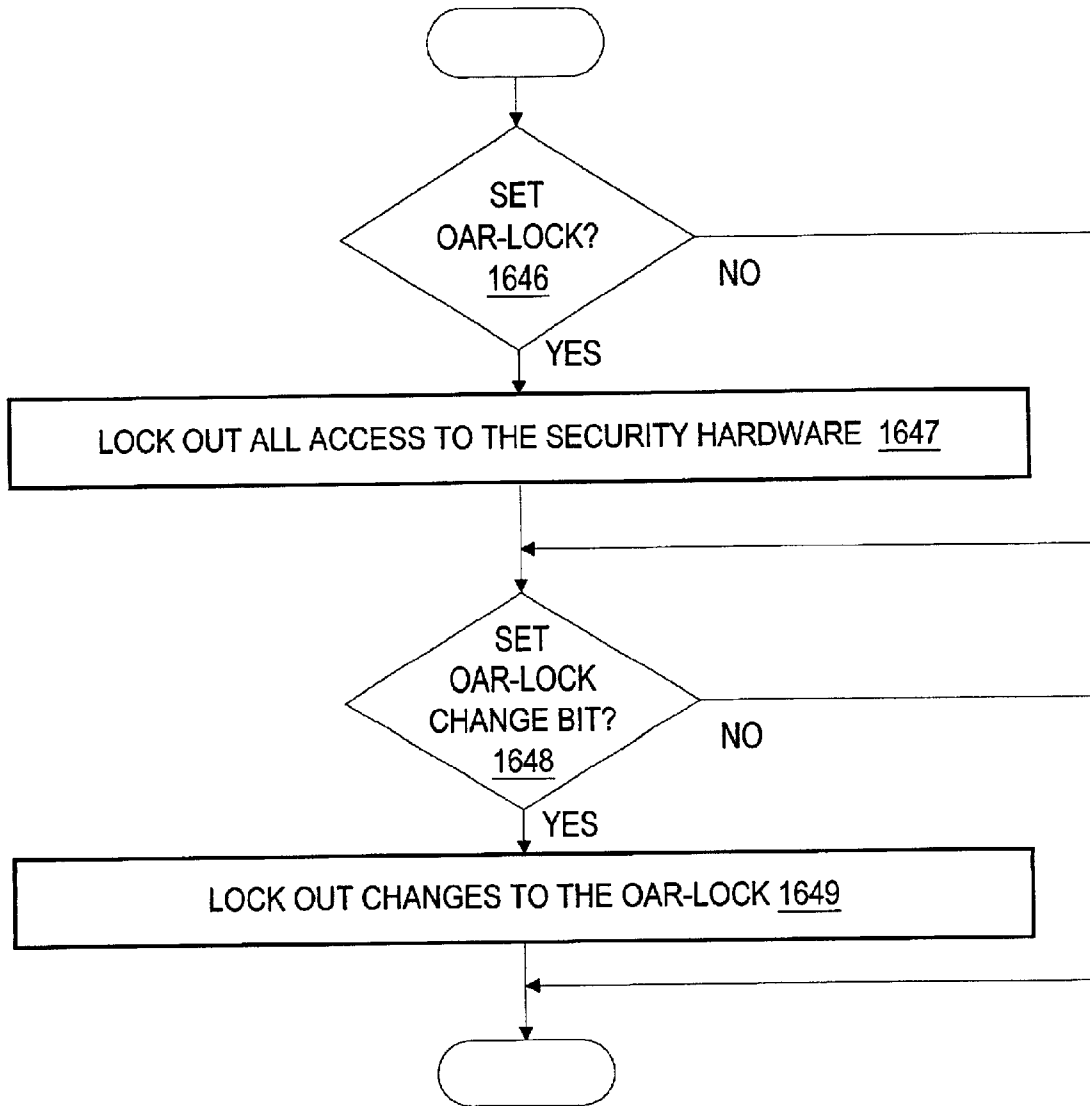 SET
OAR-LOCK?
1646
NO
YES
LOCK OUT ALL ACCESS TO THE SECURITY HARDWARE 1647
SET
OAR-LOCK
CHANGE BIT?
1648
NO
YES
LOCK OUT CHANGES TO THE OAR-LOCK 1649